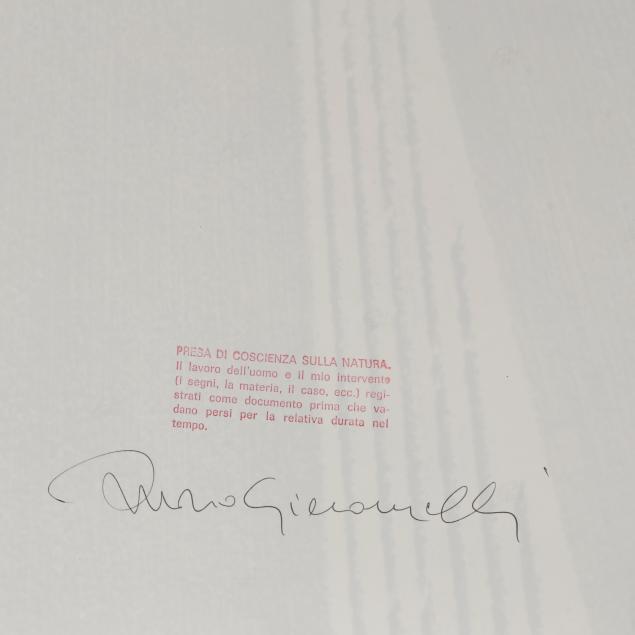 PRESA DI COSCIENZA SULLA NATURA.
Il lavoro dell'uomo e il mio intervento
(i segni, la materia, il caso, ecc.) regi-
strati come documento prima che va-
dano persi per la relativa durata nel
tempo.